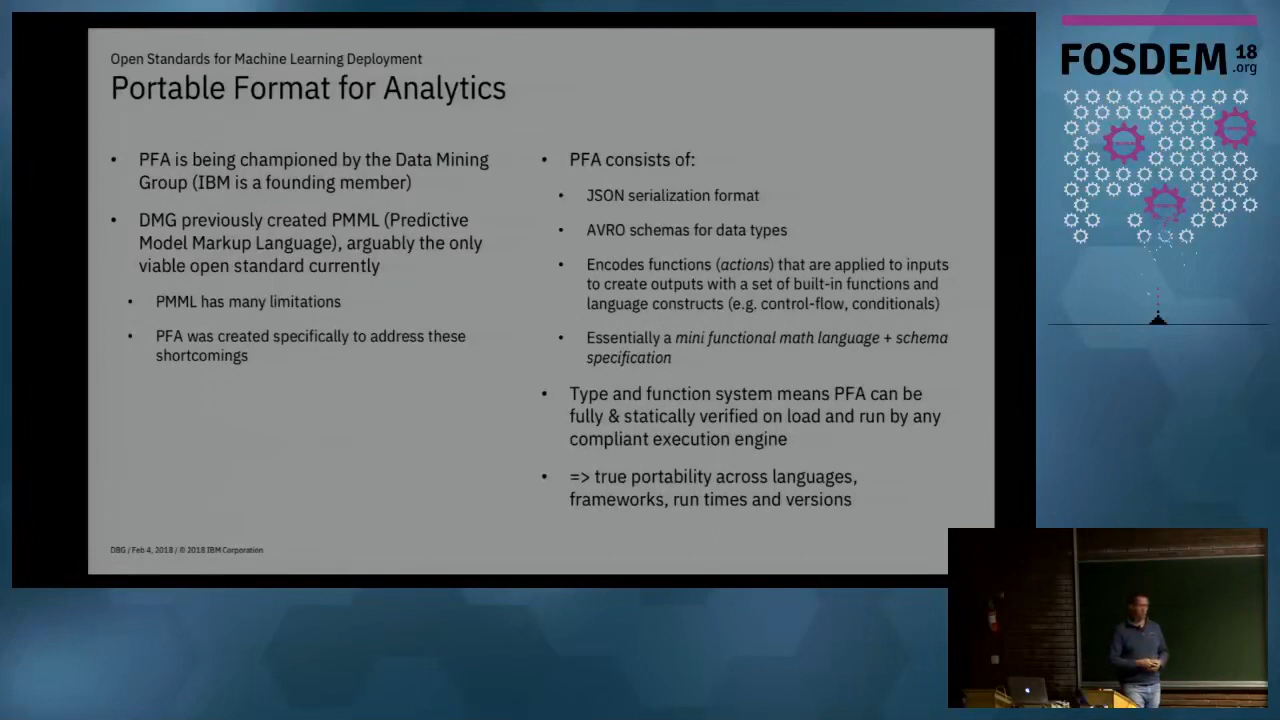 Open Standards for Machine Learning Deployment
Portable Format for Analytics
• PFA is being championed by the Data Mining
Group (IBM is a founding member)
• DMG previously created PMML (Predictive
Model Markup Language), arguably the only
viable open standard currently
• PMML has many limitations
• PFA was created specifically to address these
shortcomings
• PFA consists of:
• JSON serialization format
• AVRO schemas for data types
• Encodes functions (actions) that are applied to inputs
to create outputs with a set of built-in functions and
language constructs (e.g. control-flow, conditionals)
• Essentially a mini functional math language + schema
specification
• Type and function system means PFA can be
fully & statically verified on load and run by any
compliant execution engine
• => true portability across languages,
frameworks, run times and versions
DBG / Feb 4, 2018 / © 2018 IBM Corporation
FOSDEM 18
.org